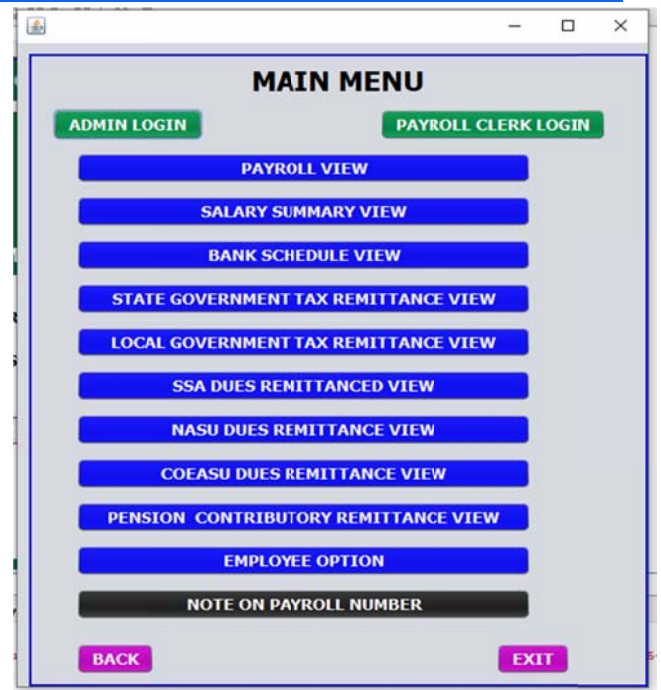 MAIN MENU
ADMIN LOGIN
PAYROLL CLERK LOGIN
PAYROLL VIEW
SALARY SUMMARY VIEW
BANK SCHEDULE VIEW
STATE GOVERNMENT TAX REMITTANCE VIEW
LOCAL GOVERNMENT TAX REMITTANCE VIEW
SSA DUES REMITTANCED VIEW
NASU DUES REMITTANCE VIEW
COEASU DUES REMITTANCE VIEW
PENSION CONTRIBUTORY REMITTANCE VIEW
EMPLOYEE OPTION
NOTE ON PAYROLL NUMBER
BACK
EXIT